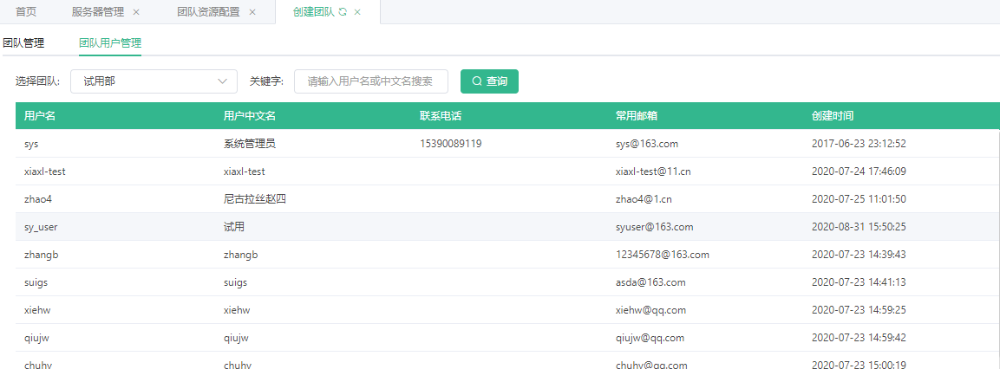 首页 服务器管理 团队资源配置 创建团队
团队管理 团队用户管理
选择团队: 试用部 关键字: 请输入用户名或中文名搜索 查询
用户名 用户中文名 联系电话 常用邮箱 创建时间
sys 系统管理员 15390089119 sys@163.com 2017-06-23 23:12:52
xiaxl-test xiaxl-test xiaxl-test@11.cn 2020-07-24 17:46:09
zhao4 尼古拉丝赵四 zhao4@1.cn 2020-07-25 11:01:50
sy_user 试用 syuser@163.com 2020-08-31 15:50:25
zhangb zhangb 12345678@163.com 2020-07-23 14:39:43
suigs suigs asda@163.com 2020-07-23 14:41:13
xiehw xiehw xiehw@qq.com 2020-07-23 14:59:25
qiujw qiujw qiujw@qq.com 2020-07-23 14:59:42
2020-07-23 15:00:19